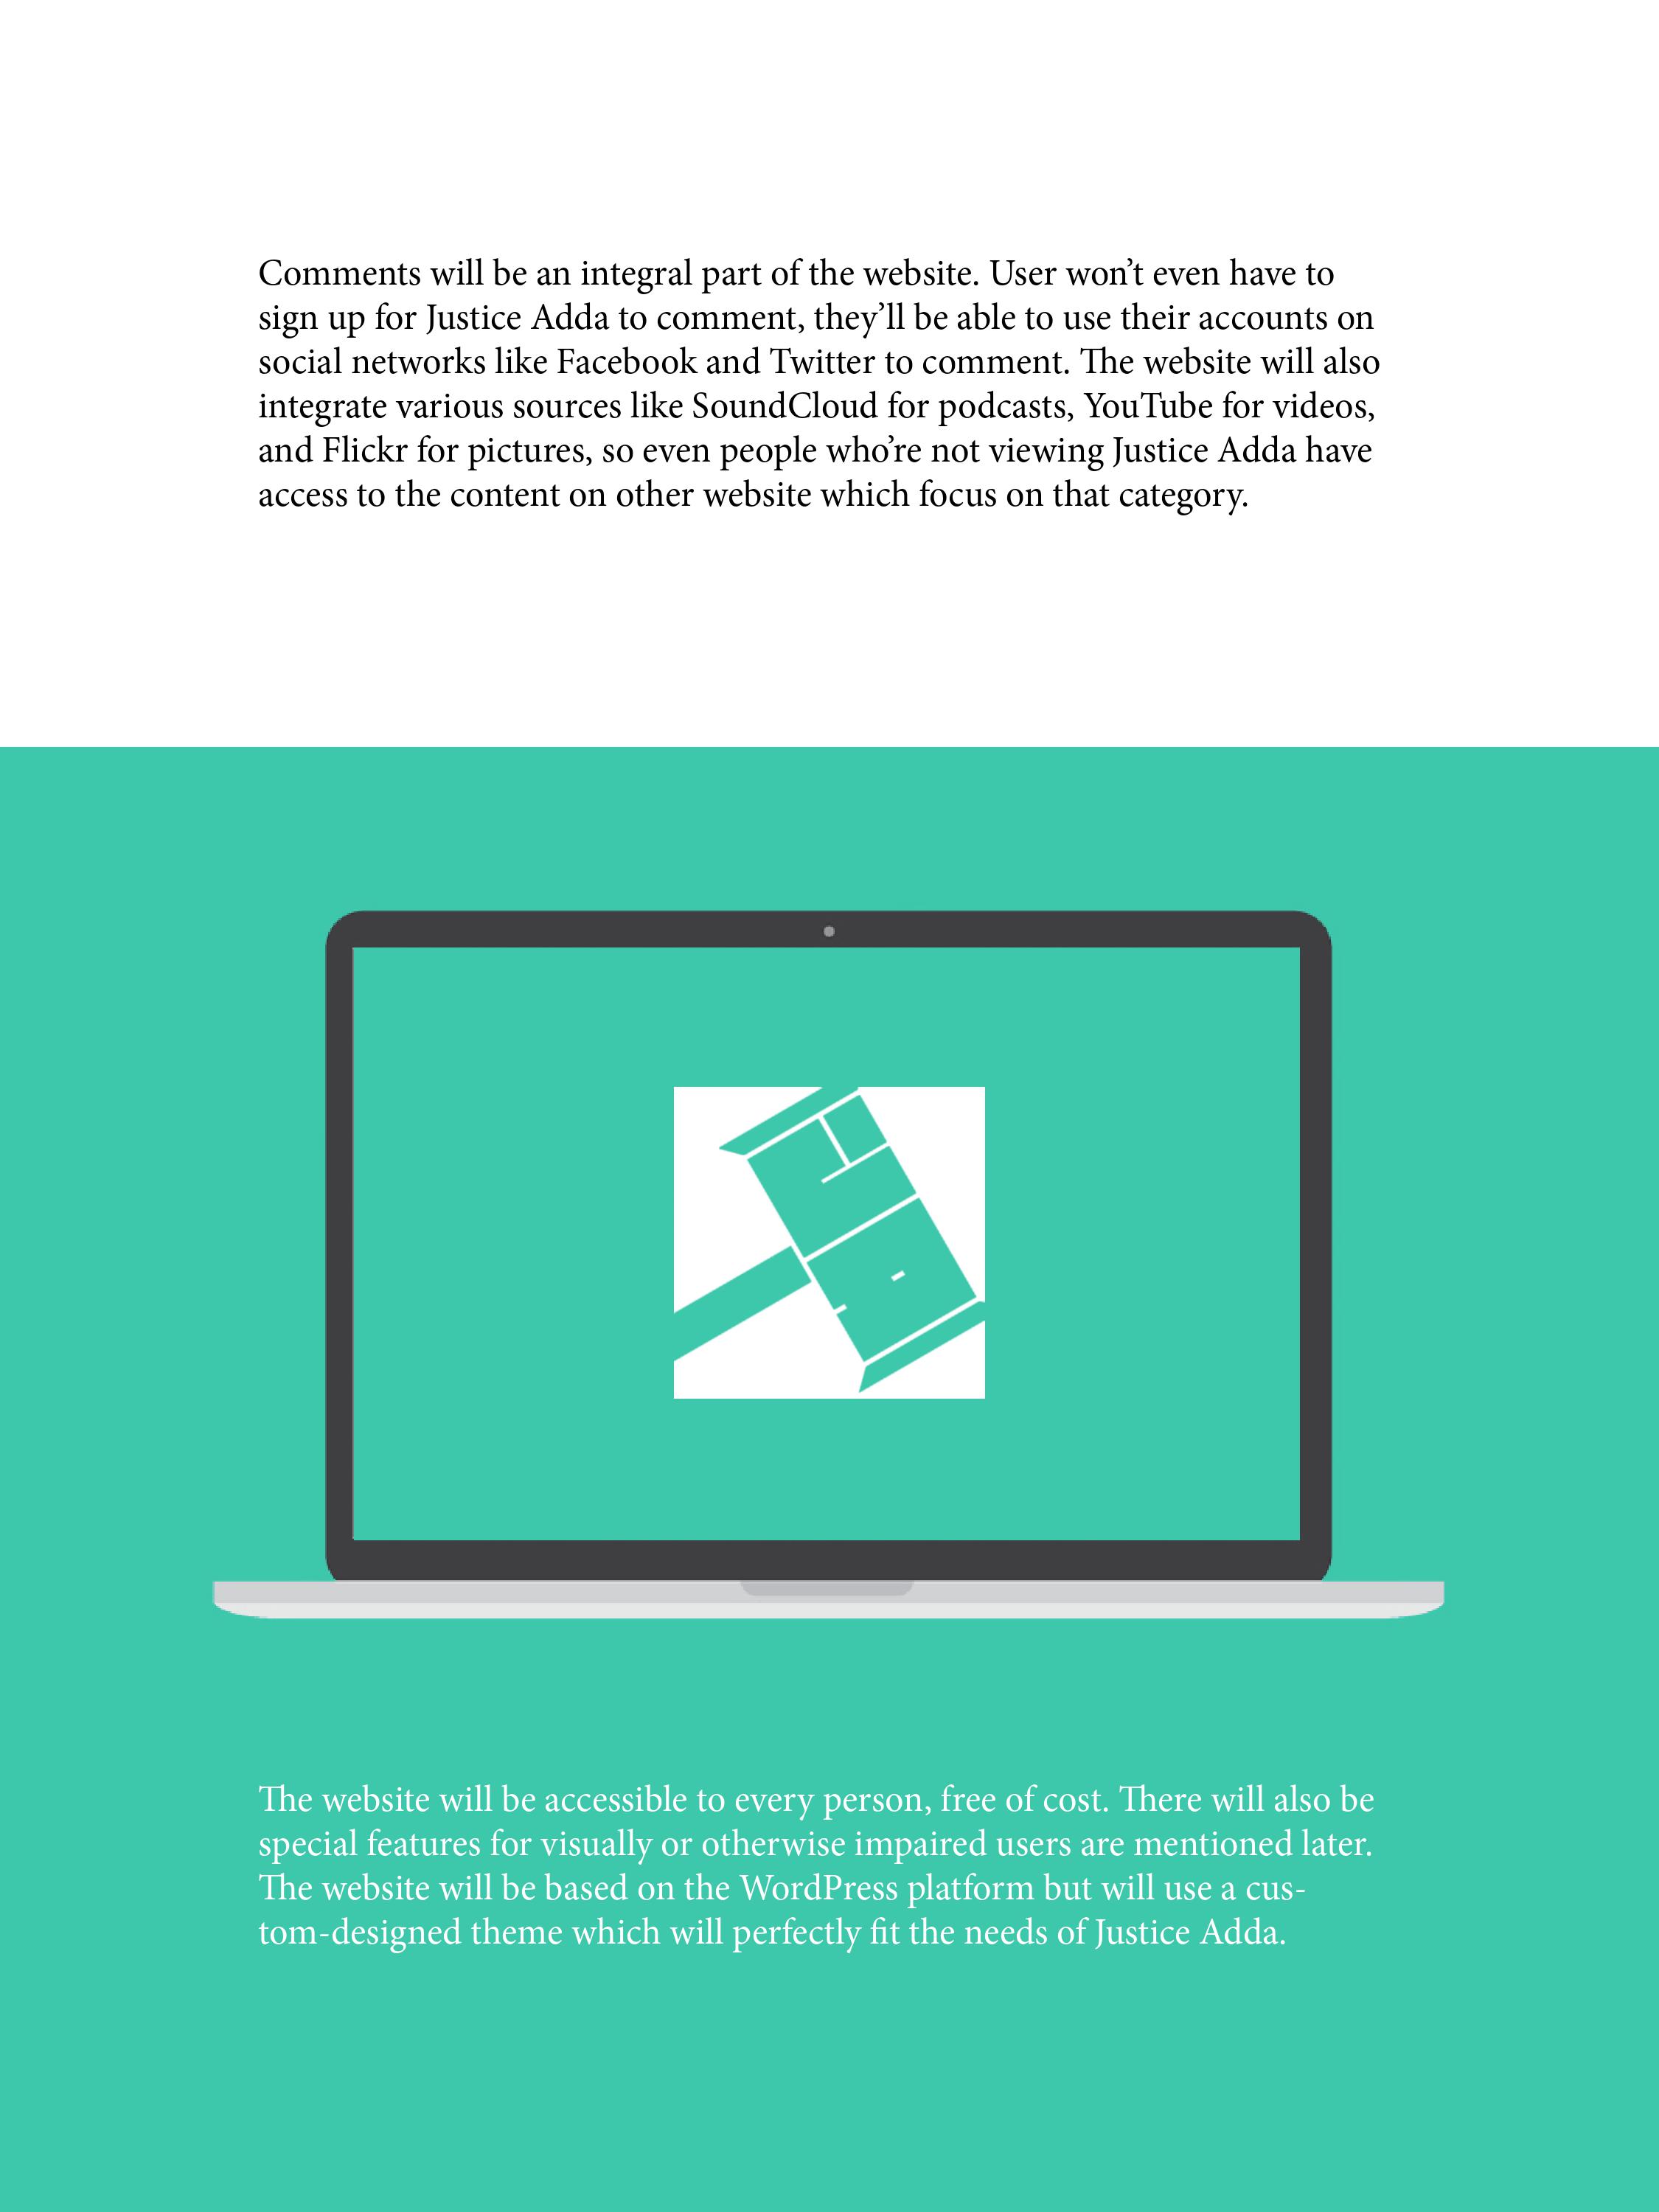 Comments will be an integral part of the website. User won’t even have to
sign up for Justice Adda to comment, they’ll be able to use their accounts on
social networks like Facebook and Twitter to comment. The website will also
integrate various sources like SoundCloud for podcasts, YouTube for videos,
and Flickr for pictures, so even people who’re not viewing Justice Adda have
access to the content on other website which focus on that category.
The website will be accessible to every person, free of cost. There will also be
special features for visually or otherwise impaired users are mentioned later.
The website will be based on the WordPress platform but will use a cus-
tom-designed theme which will perfectly fit the needs of Justice Adda.